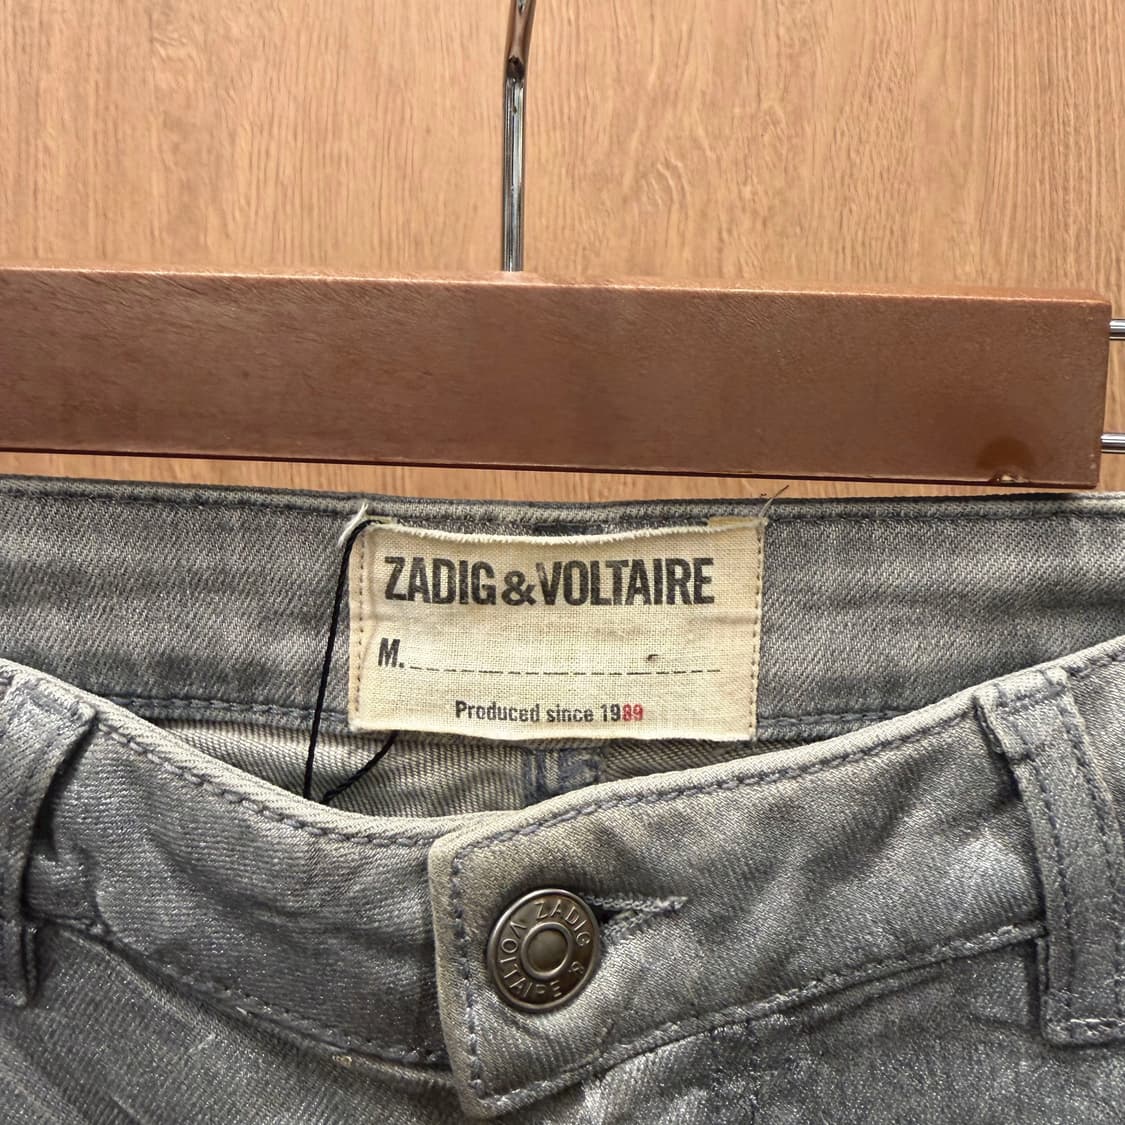 ZADIG&VOLTAIRE
M.
Produced since 1989
ZADIG & VOLTAIRE